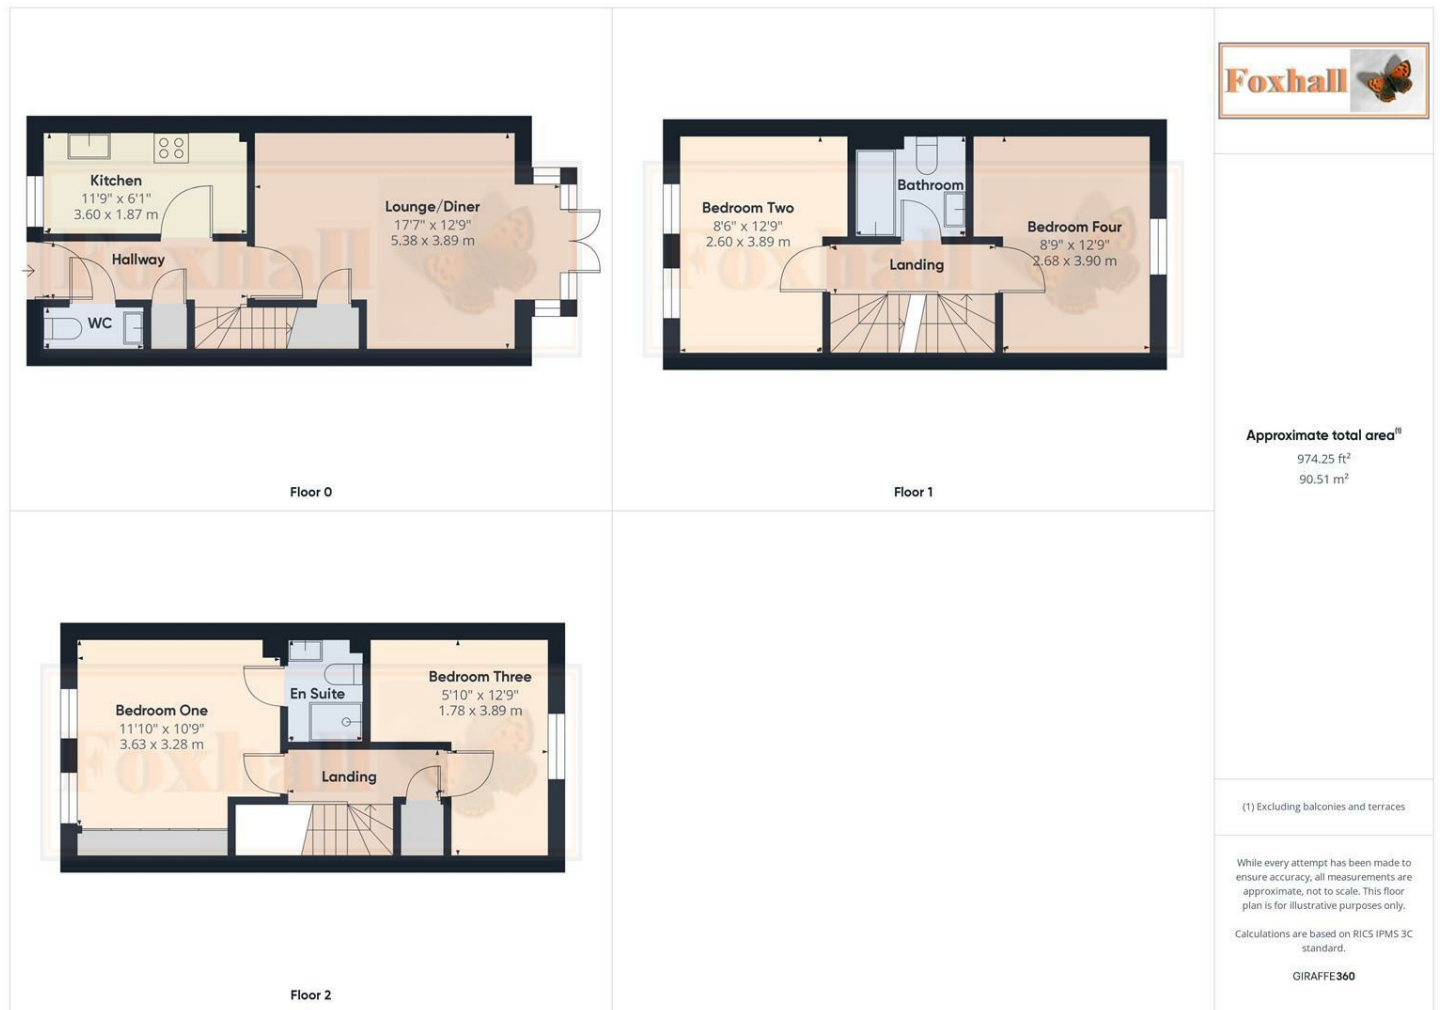 Kitchen
11'9" x 6'1"
3.60 x 1.87 m
Lounge/Diner
17'7" x 12'9"
5.38 x 3.89 m
Hallway
WC
Foxhall
Floor 0
Bedroom Two
8'6" x 12'9"
2.60 x 3.89 m
Bathroom
Bedroom Four
8'9" x 12'9"
2.68 x 3.90 m
Landing
Foxhall
Floor 1
Bedroom One
11'10" x 10'9"
3.63 x 3.28 m
En Suite
Bedroom Three
5'10" x 12'9"
1.78 x 3.89 m
Landing
Foxhall
Floor 2
Foxhall
Approximate total area(1)
974.25 ft²
90.51 m²
(1) Excluding balconies and terraces
While every attempt has been made to
ensure accuracy, all measurements are
approximate, not to scale. This floor
plan is for illustrative purposes only.
Calculations are based on RICS IPMS 3C
standard.
GIRAFFE360